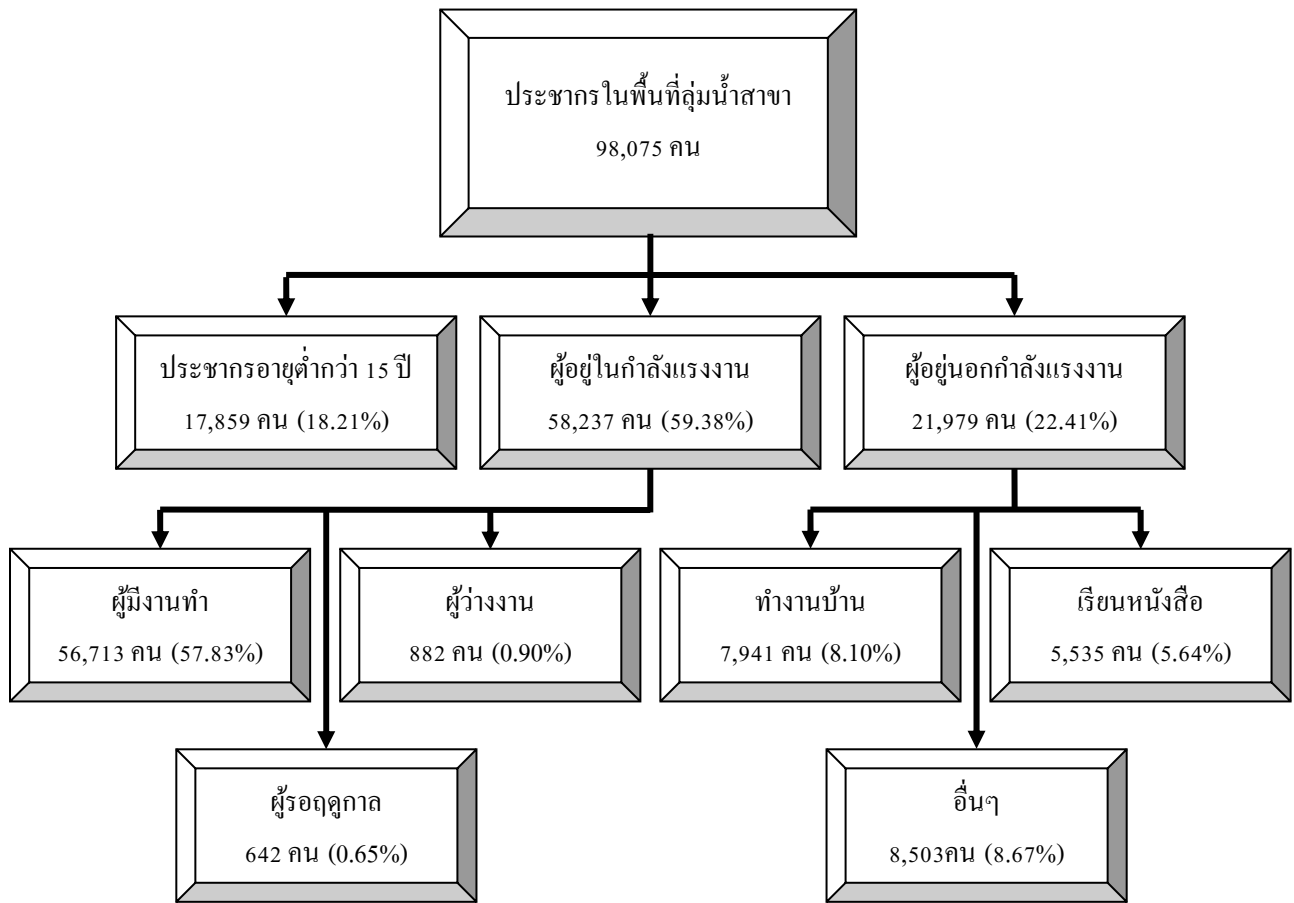 ประชากรในพื้นที่ลุ่มน้ำสาขา
98,075 คน
ประชากรอายุต่ำกว่า 15 ปี
17,859 คน (18.21%)
ผู้อยู่ในกำลังแรงงาน
58,237 คน (59.38%)
ผู้อยู่นอกกำลังแรงงาน
21,979 คน (22.41%)
ผู้มีงานทำ
56,713 คน (57.83%)
ผู้ว่างงาน
882 คน (0.90%)
ทำงานบ้าน
7,941 คน (8.10%)
เรียนหนังสือ
5,535 คน (5.64%)
ผู้รอฤดูกาล
642 คน (0.65%)
อื่นๆ
8,503คน (8.67%)